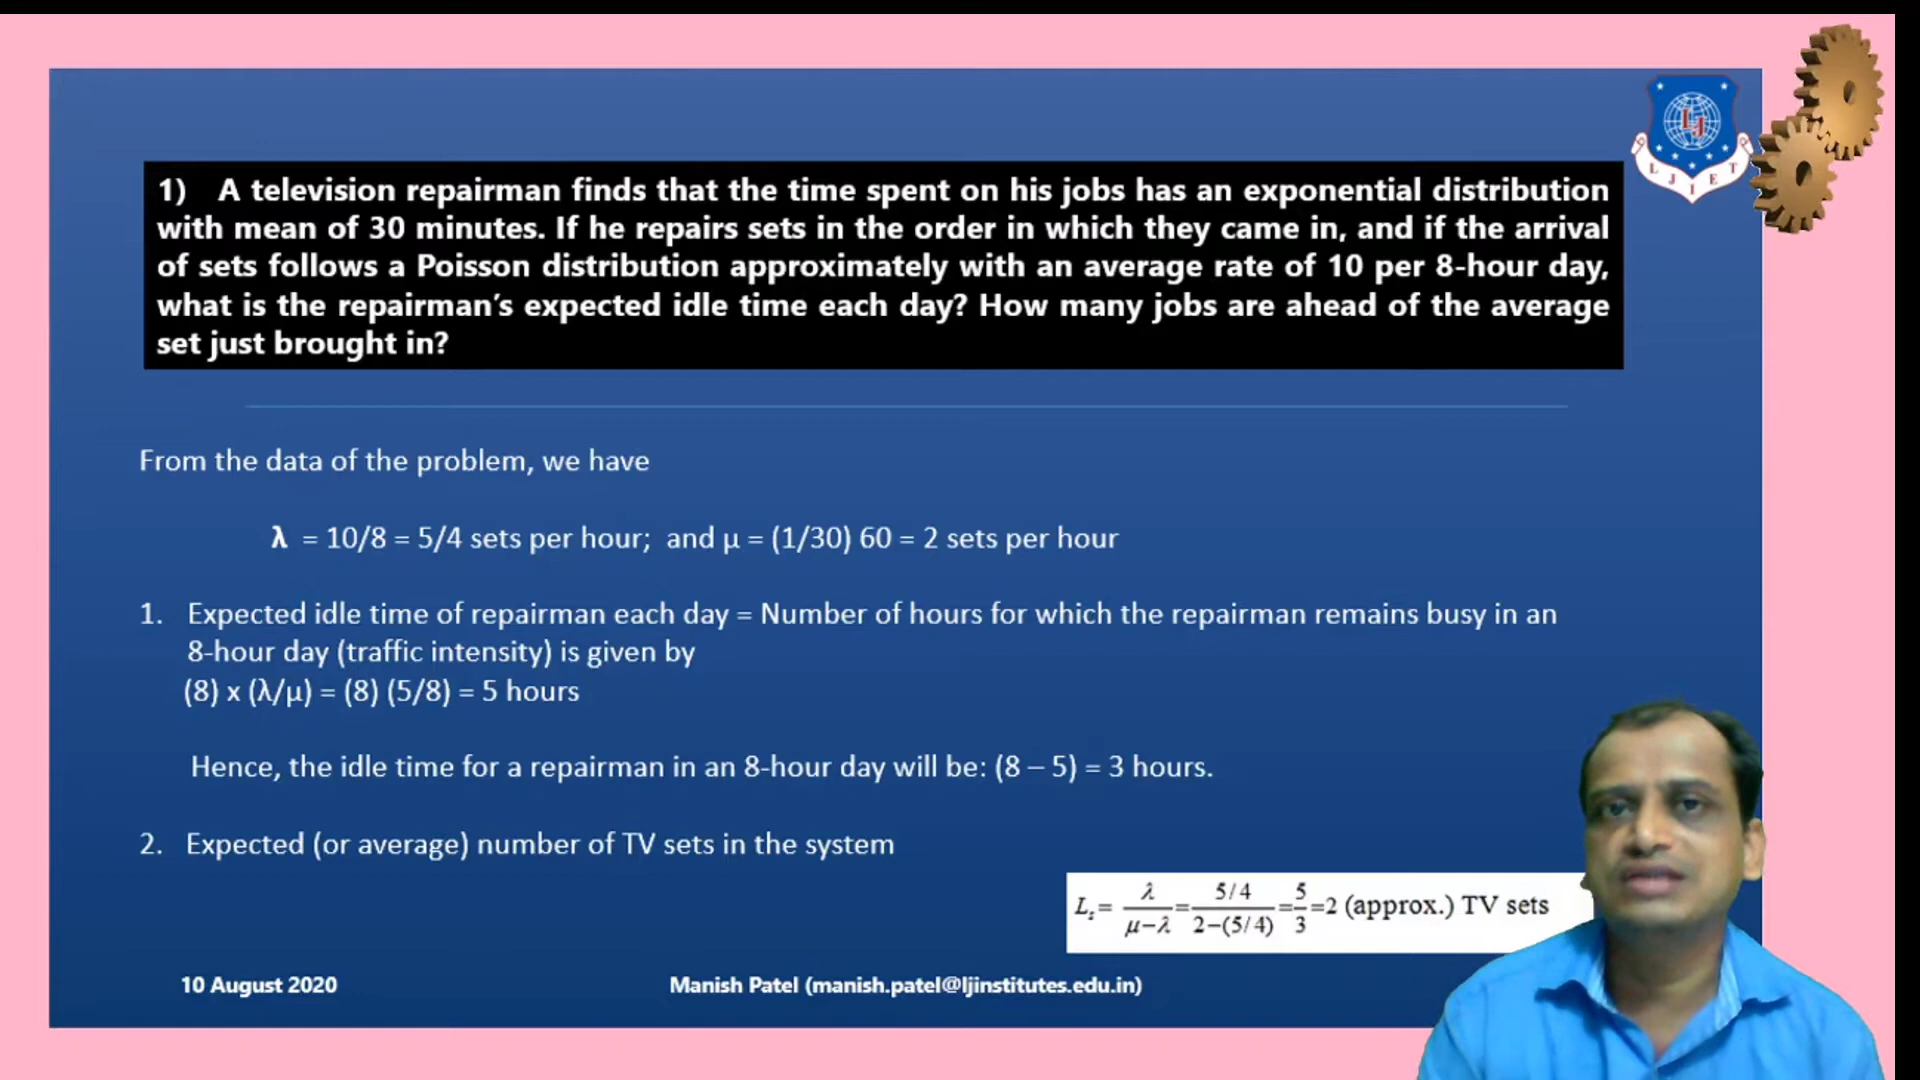 1) A television repairman finds that the time spent on his jobs has an exponential distribution
with mean of 30 minutes. If he repairs sets in the order in which they came in, and if the arrival
of sets follows a Poisson distribution approximately with an average rate of 10 per 8-hour day,
what is the repairman's expected idle time each day? How many jobs are ahead of the average
set just brought in?
LJIET
From the data of the problem, we have
λ = 10/8 = 5/4 sets per hour; and μ = (1/30) 60 = 2 sets per hour
1. Expected idle time of repairman each day = Number of hours for which the repairman remains busy in an
8-hour day (traffic intensity) is given by
(8) x (λ/μ) = (8) (5/8) = 5 hours
Hence, the idle time for a repairman in an 8-hour day will be: (8 – 5) = 3 hours.
2. Expected (or average) number of TV sets in the system
Ls = λ/(μ−λ) = (5/4)/(2−(5/4)) = 5/3 = 2 (approx.) TV sets
10 August 2020
Manish Patel (manish.patel@ljinstitutes.edu.in)